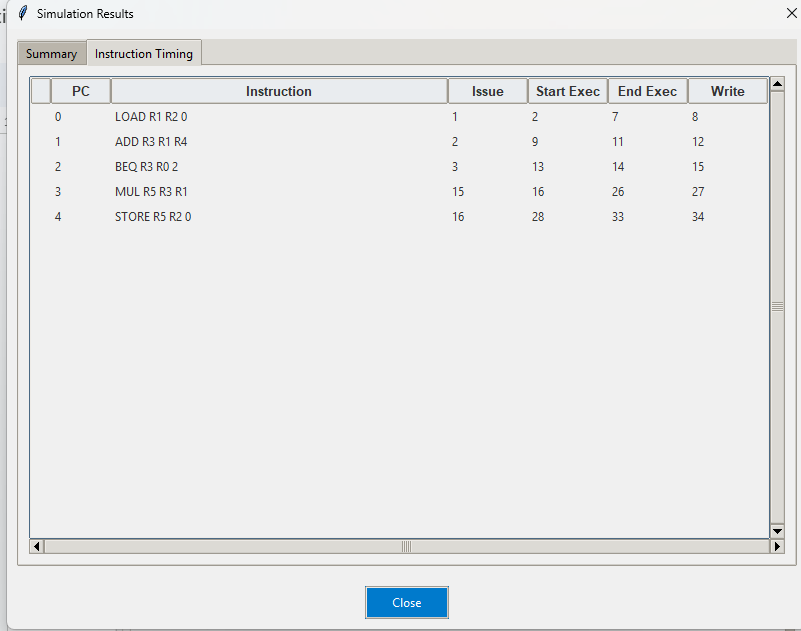 Simulation Results
Summary Instruction Timing
PC Instruction Issue Start Exec End Exec Write
0 LOAD R1 R2 0 1 2 7 8
1 ADD R3 R1 R4 2 9 11 12
2 BEQ R3 R0 2 3 13 14 15
3 MUL R5 R3 R1 15 16 26 27
4 STORE R5 R2 0 16 28 33 34
Close